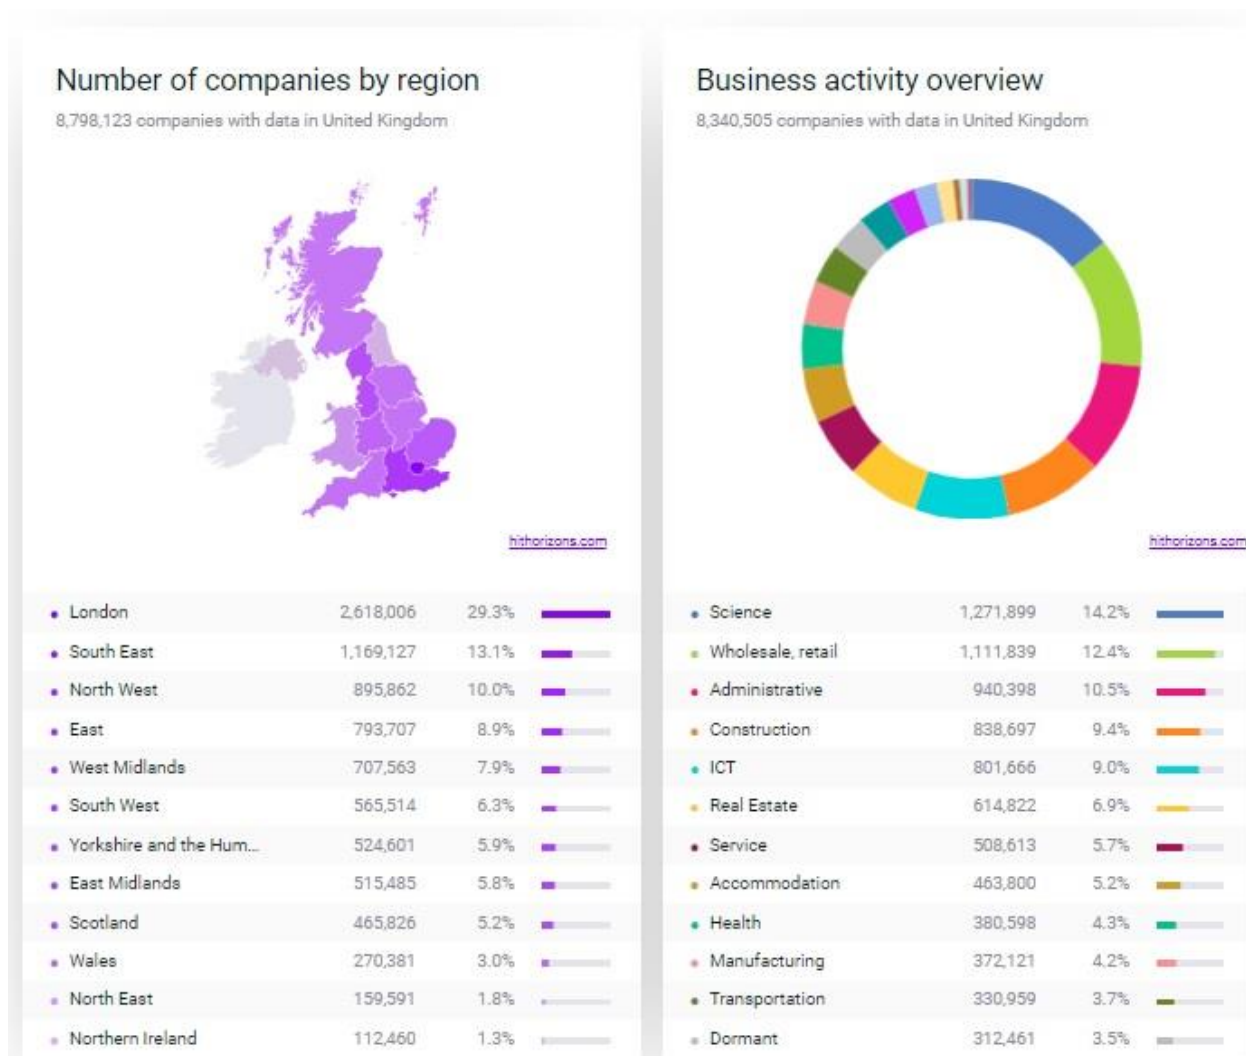 Number of companies by region
8,798,123 companies with data in United Kingdom
hithorizons.com
London 2,618,006 29.3%
South East 1,169,127 13.1%
North West 895,862 10.0%
East 793,707 8.9%
West Midlands 707,563 7.9%
South West 565,514 6.3%
Yorkshire and the Hum... 524,601 5.9%
East Midlands 515,485 5.8%
Scotland 465,826 5.2%
Wales 270,381 3.0%
North East 159,591 1.8%
Northern Ireland 112,460 1.3%
Business activity overview
8,340,505 companies with data in United Kingdom
hithorizons.com
Science 1,271,899 14.2%
Wholesale, retail 1,111,839 12.4%
Administrative 940,398 10.5%
Construction 838,697 9.4%
ICT 801,666 9.0%
Real Estate 614,822 6.9%
Service 508,613 5.7%
Accommodation 463,800 5.2%
Health 380,598 4.3%
Manufacturing 372,121 4.2%
Transportation 330,959 3.7%
Dormant 312,461 3.5%